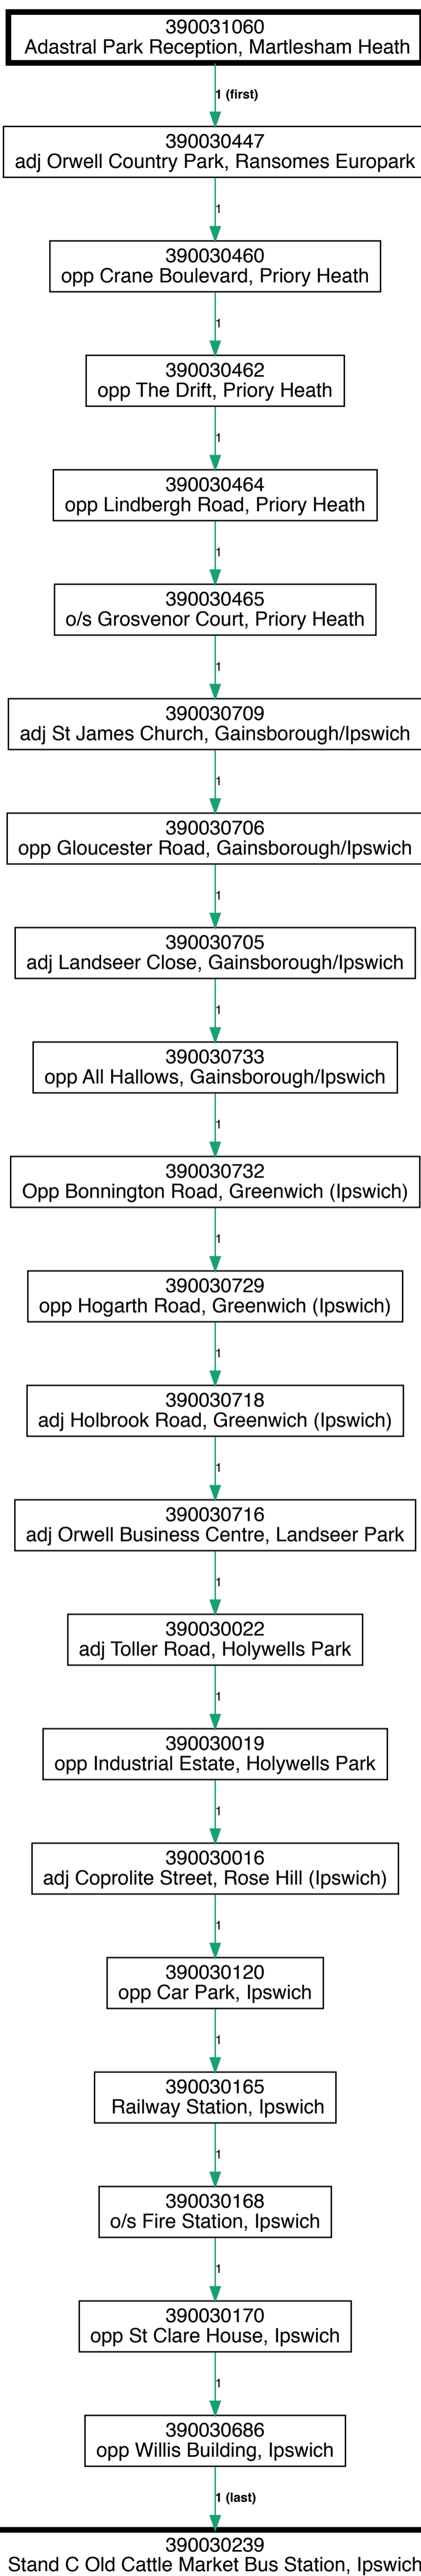 390031060
Adastral Park Reception, Martlesham Heath
1 (first)
390030447
adj Orwell Country Park, Ransomes Europark
1
390030460
opp Crane Boulevard, Priory Heath
1
390030462
opp The Drift, Priory Heath
1
390030464
opp Lindbergh Road, Priory Heath
1
390030465
o/s Grosvenor Court, Priory Heath
1
390030709
adj St James Church, Gainsborough/Ipswich
1
390030706
opp Gloucester Road, Gainsborough/Ipswich
1
390030705
adj Landseer Close, Gainsborough/Ipswich
1
390030733
opp All Hallows, Gainsborough/Ipswich
1
390030732
Opp Bonnington Road, Greenwich (Ipswich)
1
390030729
opp Hogarth Road, Greenwich (Ipswich)
1
390030718
adj Holbrook Road, Greenwich (Ipswich)
1
390030716
adj Orwell Business Centre, Landseer Park
1
390030022
adj Toller Road, Holywells Park
1
390030019
opp Industrial Estate, Holywells Park
1
390030016
adj Coprolite Street, Rose Hill (Ipswich)
1
390030120
opp Car Park, Ipswich
1
390030165
Railway Station, Ipswich
1
390030168
o/s Fire Station, Ipswich
1
390030170
opp St Clare House, Ipswich
1
390030686
opp Willis Building, Ipswich
1 (last)
390030239
Stand C Old Cattle Market Bus Station, Ipswich